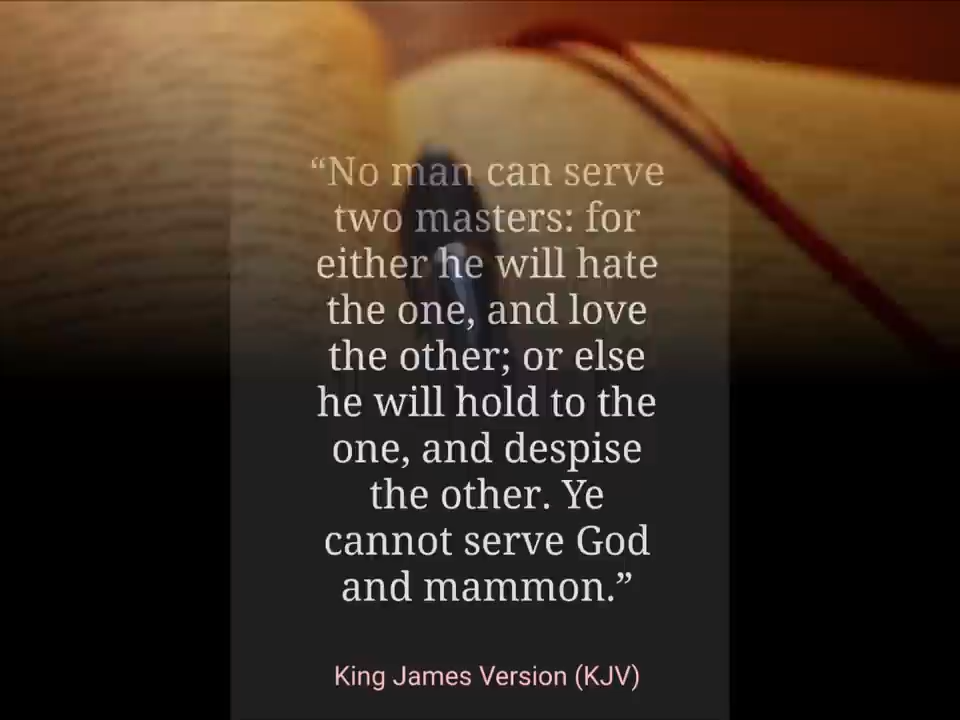 “No man can serve
two masters: for
either he will hate
the one, and love
the other; or else
he will hold to the
one, and despise
the other. Ye
cannot serve God
and mammon.”
King James Version (KJV)